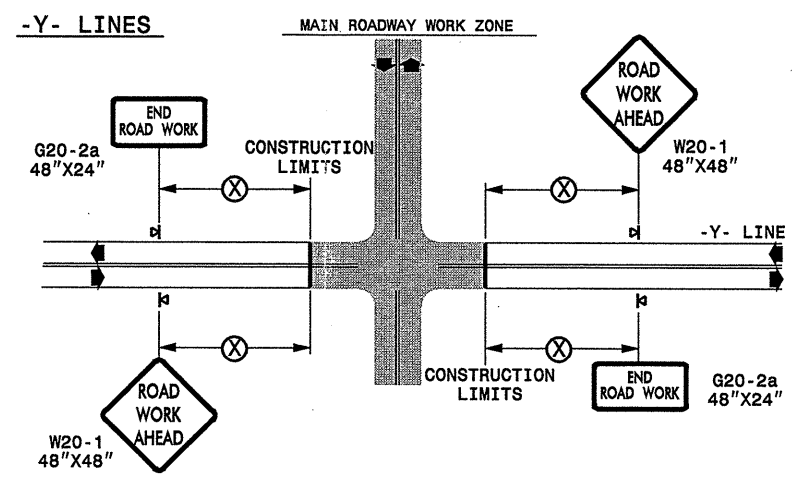 -Y- LINES
MAIN ROADWAY WORK ZONE
END
ROAD WORK
G20-2a
48"X24"
CONSTRUCTION
LIMITS
X
ROAD
WORK
AHEAD
W20-1
48"X48"
X
-Y- LINE
X
ROAD
WORK
AHEAD
W20-1
48"X48"
X
CONSTRUCTION
LIMITS
END
ROAD WORK
G20-2a
48"X24"